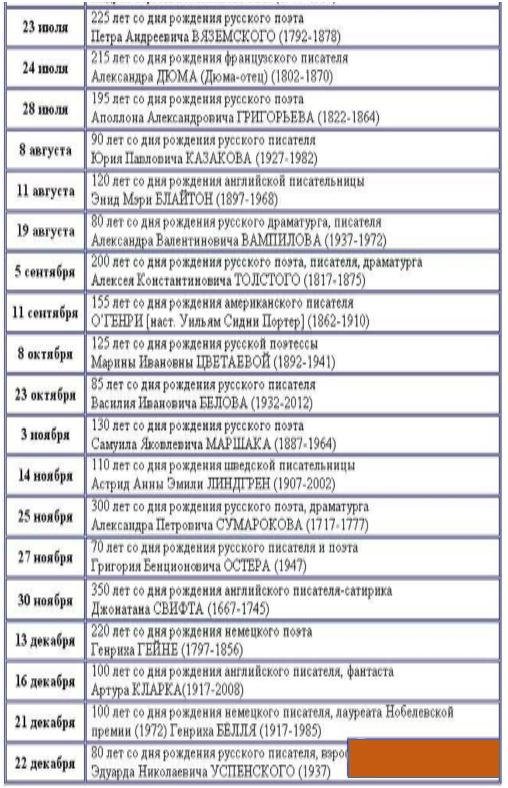 23 июля
225 лет со дня рождения русского поэта
Петра Андреевича ВЯЗЕМСКОГО (1792-1878)
24 июля
215 лет со дня рождения французского писателя
Александра ДЮМА (Дюма-отец) (1802-1870)
28 июля
195 лет со дня рождения русского поэта
Аполлона Александровича ГРИГОРЬЕВА (1822-1864)
8 августа
90 лет со дня рождения русского писателя
Юрия Павловича КАЗАКОВА (1927-1982)
11 августа
120 лет со дня рождения английской писательницы
Энид Мэри БЛАЙТОН (1897-1968)
19 августа
80 лет со дня рождения русского драматурга, писателя
Александра Валентиновича ВАМПИЛОВА (1937-1972)
5 сентября
200 лет со дня рождения русского поэта, писателя, драматурга
Алексея Константиновича ТОЛСТОГО (1817-1875)
11 сентября
155 лет со дня рождения американского писателя
О'ГЕНРИ [наст. Уильям Сидни Портер] (1862-1910)
8 октября
125 лет со дня рождения русской поэтессы
Марины Ивановны ЦВЕТАЕВОЙ (1892-1941)
23 октября
85 лет со дня рождения русского писателя
Василия Ивановича БЕЛОВА (1932-2012)
3 ноября
130 лет со дня рождения русского поэта
Самуила Яковлевича МАРШАКА (1887-1964)
14 ноября
110 лет со дня рождения шведской писательницы
Астрид Анны Эмили ЛИНДГРЕН (1907-2002)
25 ноября
300 лет со дня рождения русского поэта, драматурга
Александра Петровича СУМАРОКОВА (1717-1777)
27 ноября
70 лет со дня рождения русского писателя и поэта
Григория Бенционовича ОСТЕРА (1947)
30 ноября
350 лет со дня рождения английского писателя-сатирика
Джонатана СВИФТА (1667-1745)
13 декабря
220 лет со дня рождения немецкого поэта
Генриха ГЕЙНЕ (1797-1856)
16 декабря
100 лет со дня рождения английского писателя, фантаста
Артура КЛАРКА(1917-2008)
21 декабря
100 лет со дня рождения немецкого писателя, лауреата Нобелевской
премии (1972) Генриха БЁЛЛЯ (1917-1985)
22 декабря
80 лет со дня рождения русского писателя,
Эдуарда Николаевича УСПЕНСКОГО (1937)